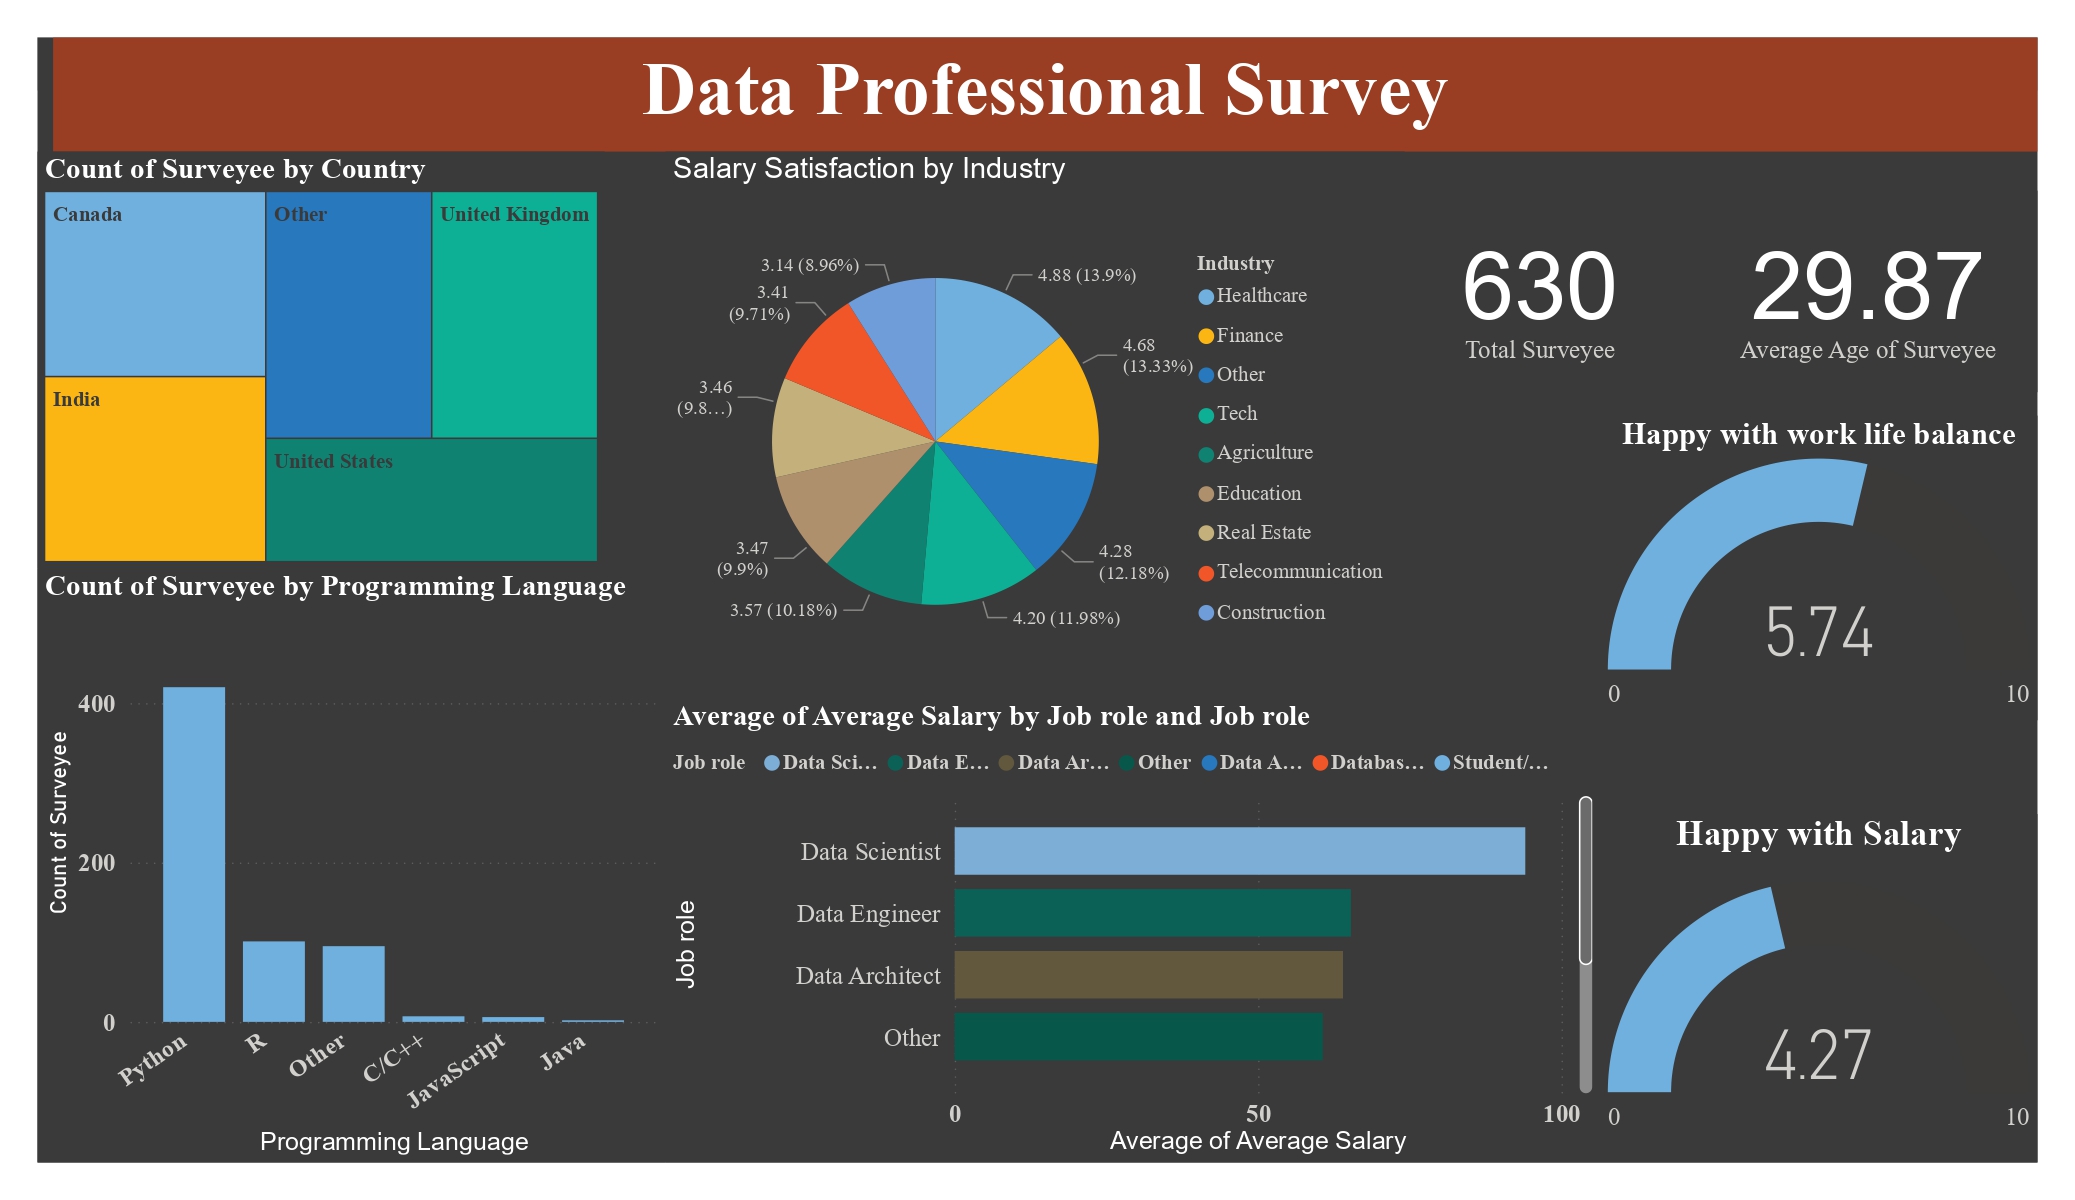 Data Professional Survey
Count of Surveyee by Country
Canada
Other
United Kingdom
India
United States
Salary Satisfaction by Industry
3.14 (8.96%)
4.88 (13.9%)
3.41
(9.71%)
4.68
(13.33%)
3.46
(9.8…)
3.47
(9.9%)
4.28
(12.18%)
3.57 (10.18%)
4.20 (11.98%)
Industry
Healthcare
Finance
Other
Tech
Agriculture
Education
Real Estate
Telecommunication
Construction
630
Total Surveyee
29.87
Average Age of Surveyee
Happy with work life balance
5.74
0
10
Count of Surveyee by Programming Language
Count of Surveyee
400
200
0
Python
R
Other
C/C++
JavaScript
Java
Programming Language
Average of Average Salary by Job role and Job role
Job role
Data Sci…
Data E…
Data Ar…
Other
Data A…
Databas…
Student/…
Job role
Data Scientist
Data Engineer
Data Architect
Other
0
50
100
Average of Average Salary
Happy with Salary
4.27
0
10